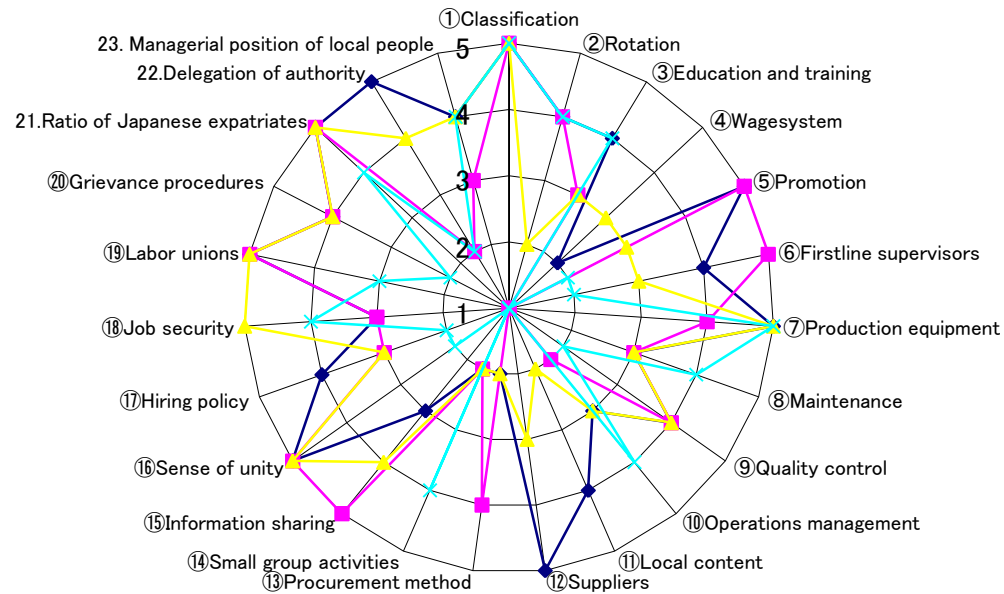 ①Classification
②Rotation
③Education and training
④Wagesystem
⑤Promotion
⑥Firstline supervisors
⑦Production equipment
⑧Maintenance
⑨Quality control
⑩Operations management
⑪Local content
⑫Suppliers
⑬Procurement method
⑭Small group activities
⑮Information sharing
⑯Sense of unity
⑰Hiring policy
⑱Job security
⑲Labor unions
⑳Grievance procedures
21.Ratio of Japanese expatriates
22.Delegation of authority
23. Managerial position of local people
5
4
3
2
1